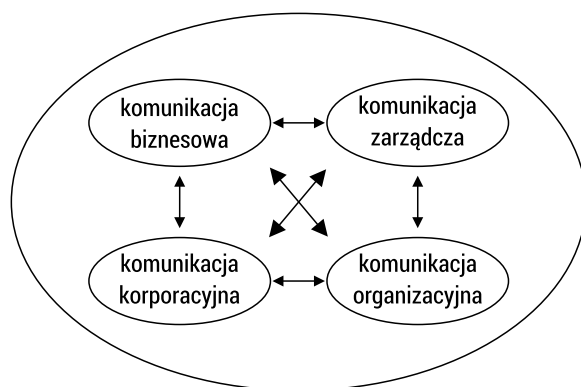 komunikacja
biznesowa
komunikacja
zarządcza
komunikacja
korporacyjna
komunikacja
organizacyjna